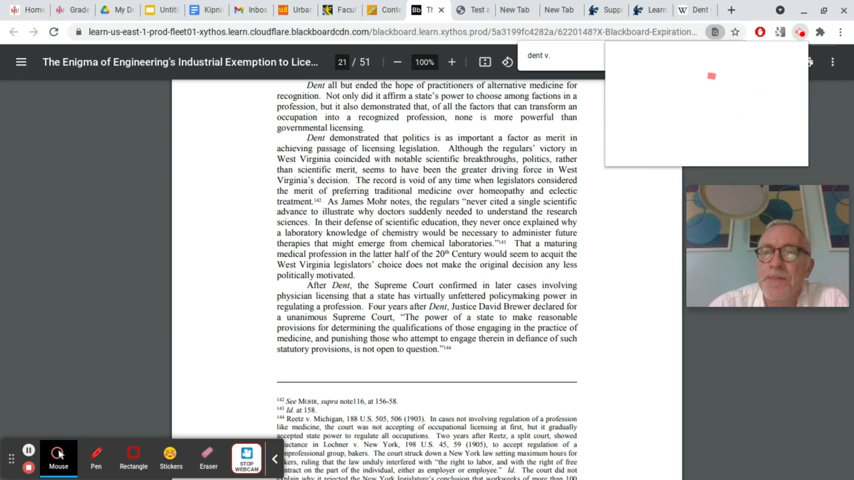 Home
Grade
My D
Untit
Kipnis
Inbox
Urba
Facul
Conte
Th
Test a
New Tab
New Tab
Supp
Learn
Dent
learn-us-east-1-prod-fleet01-xythos.learn.cloudflare.blackboardcdn.com/blackboard.learn.xythos.prod/5a3199fc4282a/6220148?X-Blackboard-Expiration
The Enigma of Engineering's Industrial Exemption to Lice
21 / 51
100%
dent v.
Dent all but ended the hope of practitioners of alternative medicine for
recognition. Not only did it affirm a state's power to choose among factions in a
profession, but it also demonstrated that, of all the factors that can transform an
occupation into a recognized profession, none is more powerful than
governmental licensing.
Dent demonstrated that politics is as important a factor as merit in
achieving passage of licensing legislation. Although the regulars' victory in
West Virginia coincided with notable scientific breakthroughs, politics, rather
than scientific merit, seems to have been the greater driving force in West
Virginia's decision. The record is void of any time when legislators considered
the merit of preferring traditional medicine over homeopathy and eclectic
treatment.142 As James Mohr notes, the regulars "never cited a single scientific
advance to illustrate why doctors suddenly needed to understand the research
sciences. In their defense of scientific education, they never once explained why
a laboratory knowledge of chemistry would be necessary to administer future
therapies that might emerge from chemical laboratories."143 That a maturing
medical profession in the latter half of the 20th Century would seem to acquit the
West Virginia legislators' choice does not make the original decision any less
politically motivated.
After Dent, the Supreme Court confirmed in later cases involving
physician licensing that a state has virtually unfettered policymaking power in
regulating a profession. Four years after Dent, Justice David Brewer declared for
a unanimous Supreme Court, "The power of a state to make reasonable
provisions for determining the qualifications of those engaging in the practice of
medicine, and punishing those who attempt to engage therein in defiance of such
statutory provisions, is not open to question."144
142 See MOHR, supra note116, at 156-58.
143 Id. at 158.
144 Reetz v. Michigan, 188 U.S. 505, 506 (1903). In cases not involving regulation of a profession
like medicine, the court was not accepting of occupational licensing at first, but it gradually
accepted state power to regulate all occupations. Two years after Reetz, a split court, showed
uctance in Lochner v. New York, 198 U.S. 45, 59 (1905), to accept regulation of a
nprofessional group, bakers. The court struck down a New York law setting maximum hours for
kers, ruling that the law unduly interfered with "the right to labor, and with the right of free
ntract on the part of the individual, either as employer or employee." Id. The court did not
plain why it rejected the New York legislature's conclusion that workweeks of more than 100
Mouse
Pen
Rectangle
Stickers
Eraser
STOP
WEBCAM